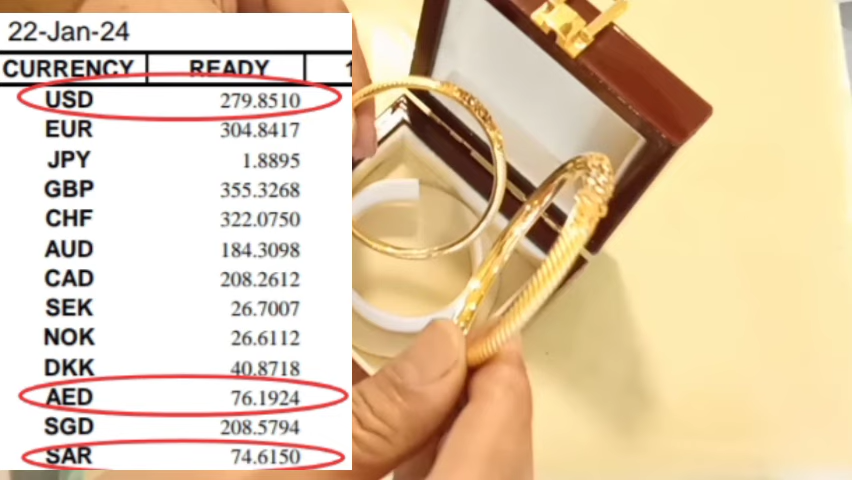 22-Jan-24
CURRENCY READY 1
USD 279.8510
EUR 304.8417
JPY 1.8895
GBP 355.3268
CHF 322.0750
AUD 184.3098
CAD 208.2612
SEK 26.7007
NOK 26.6112
DKK 40.8718
AED 76.1924
SGD 208.5794
SAR 74.6150